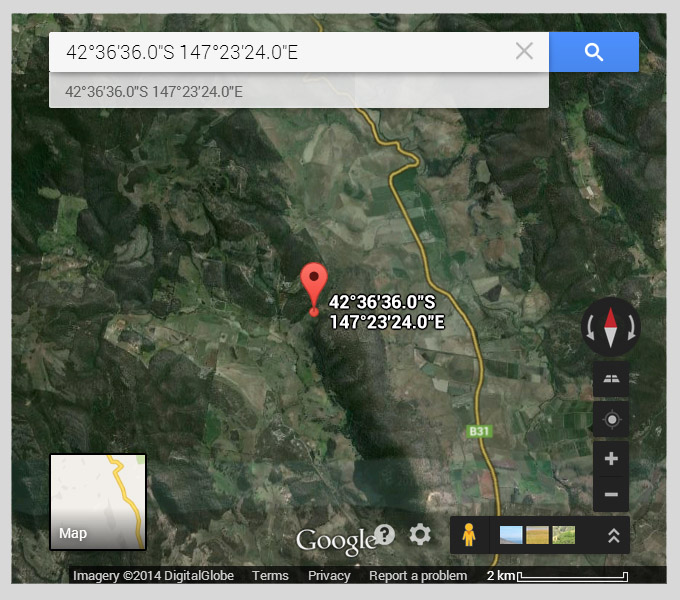 42°36'36.0"S 147°23'24.0"E
42°36'36.0"S 147°23'24.0"E
42°36'36.0"S
147°23'24.0"E
B31
Map
Google
Imagery ©2014 DigitalGlobe Terms Privacy Report a problem 2 km